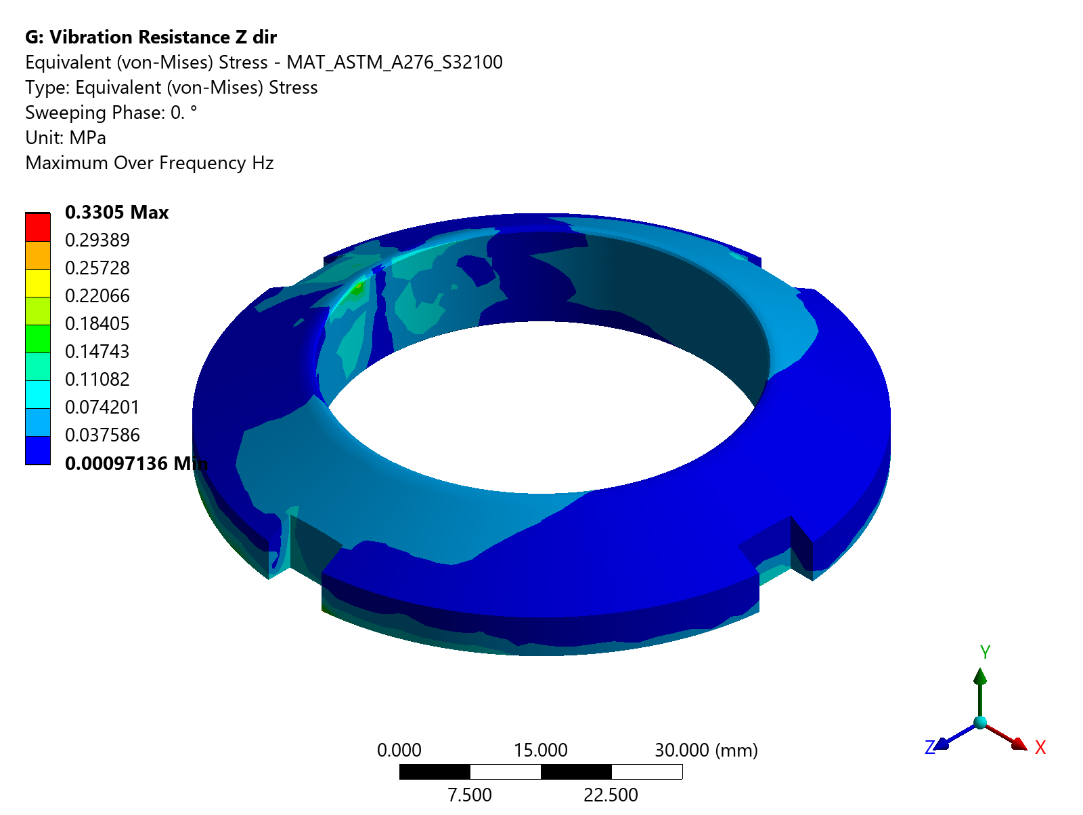 G: Vibration Resistance Z dir
Equivalent (von-Mises) Stress - MAT_ASTM_A276_S32100
Type: Equivalent (von-Mises) Stress
Sweeping Phase: 0. °
Unit: MPa
Maximum Over Frequency Hz
0.3305 Max
0.29389
0.25728
0.22066
0.18405
0.14743
0.11082
0.074201
0.037586
0.00097136 Min
Y
Z
X
0.000 15.000 30.000 (mm)
7.500 22.500